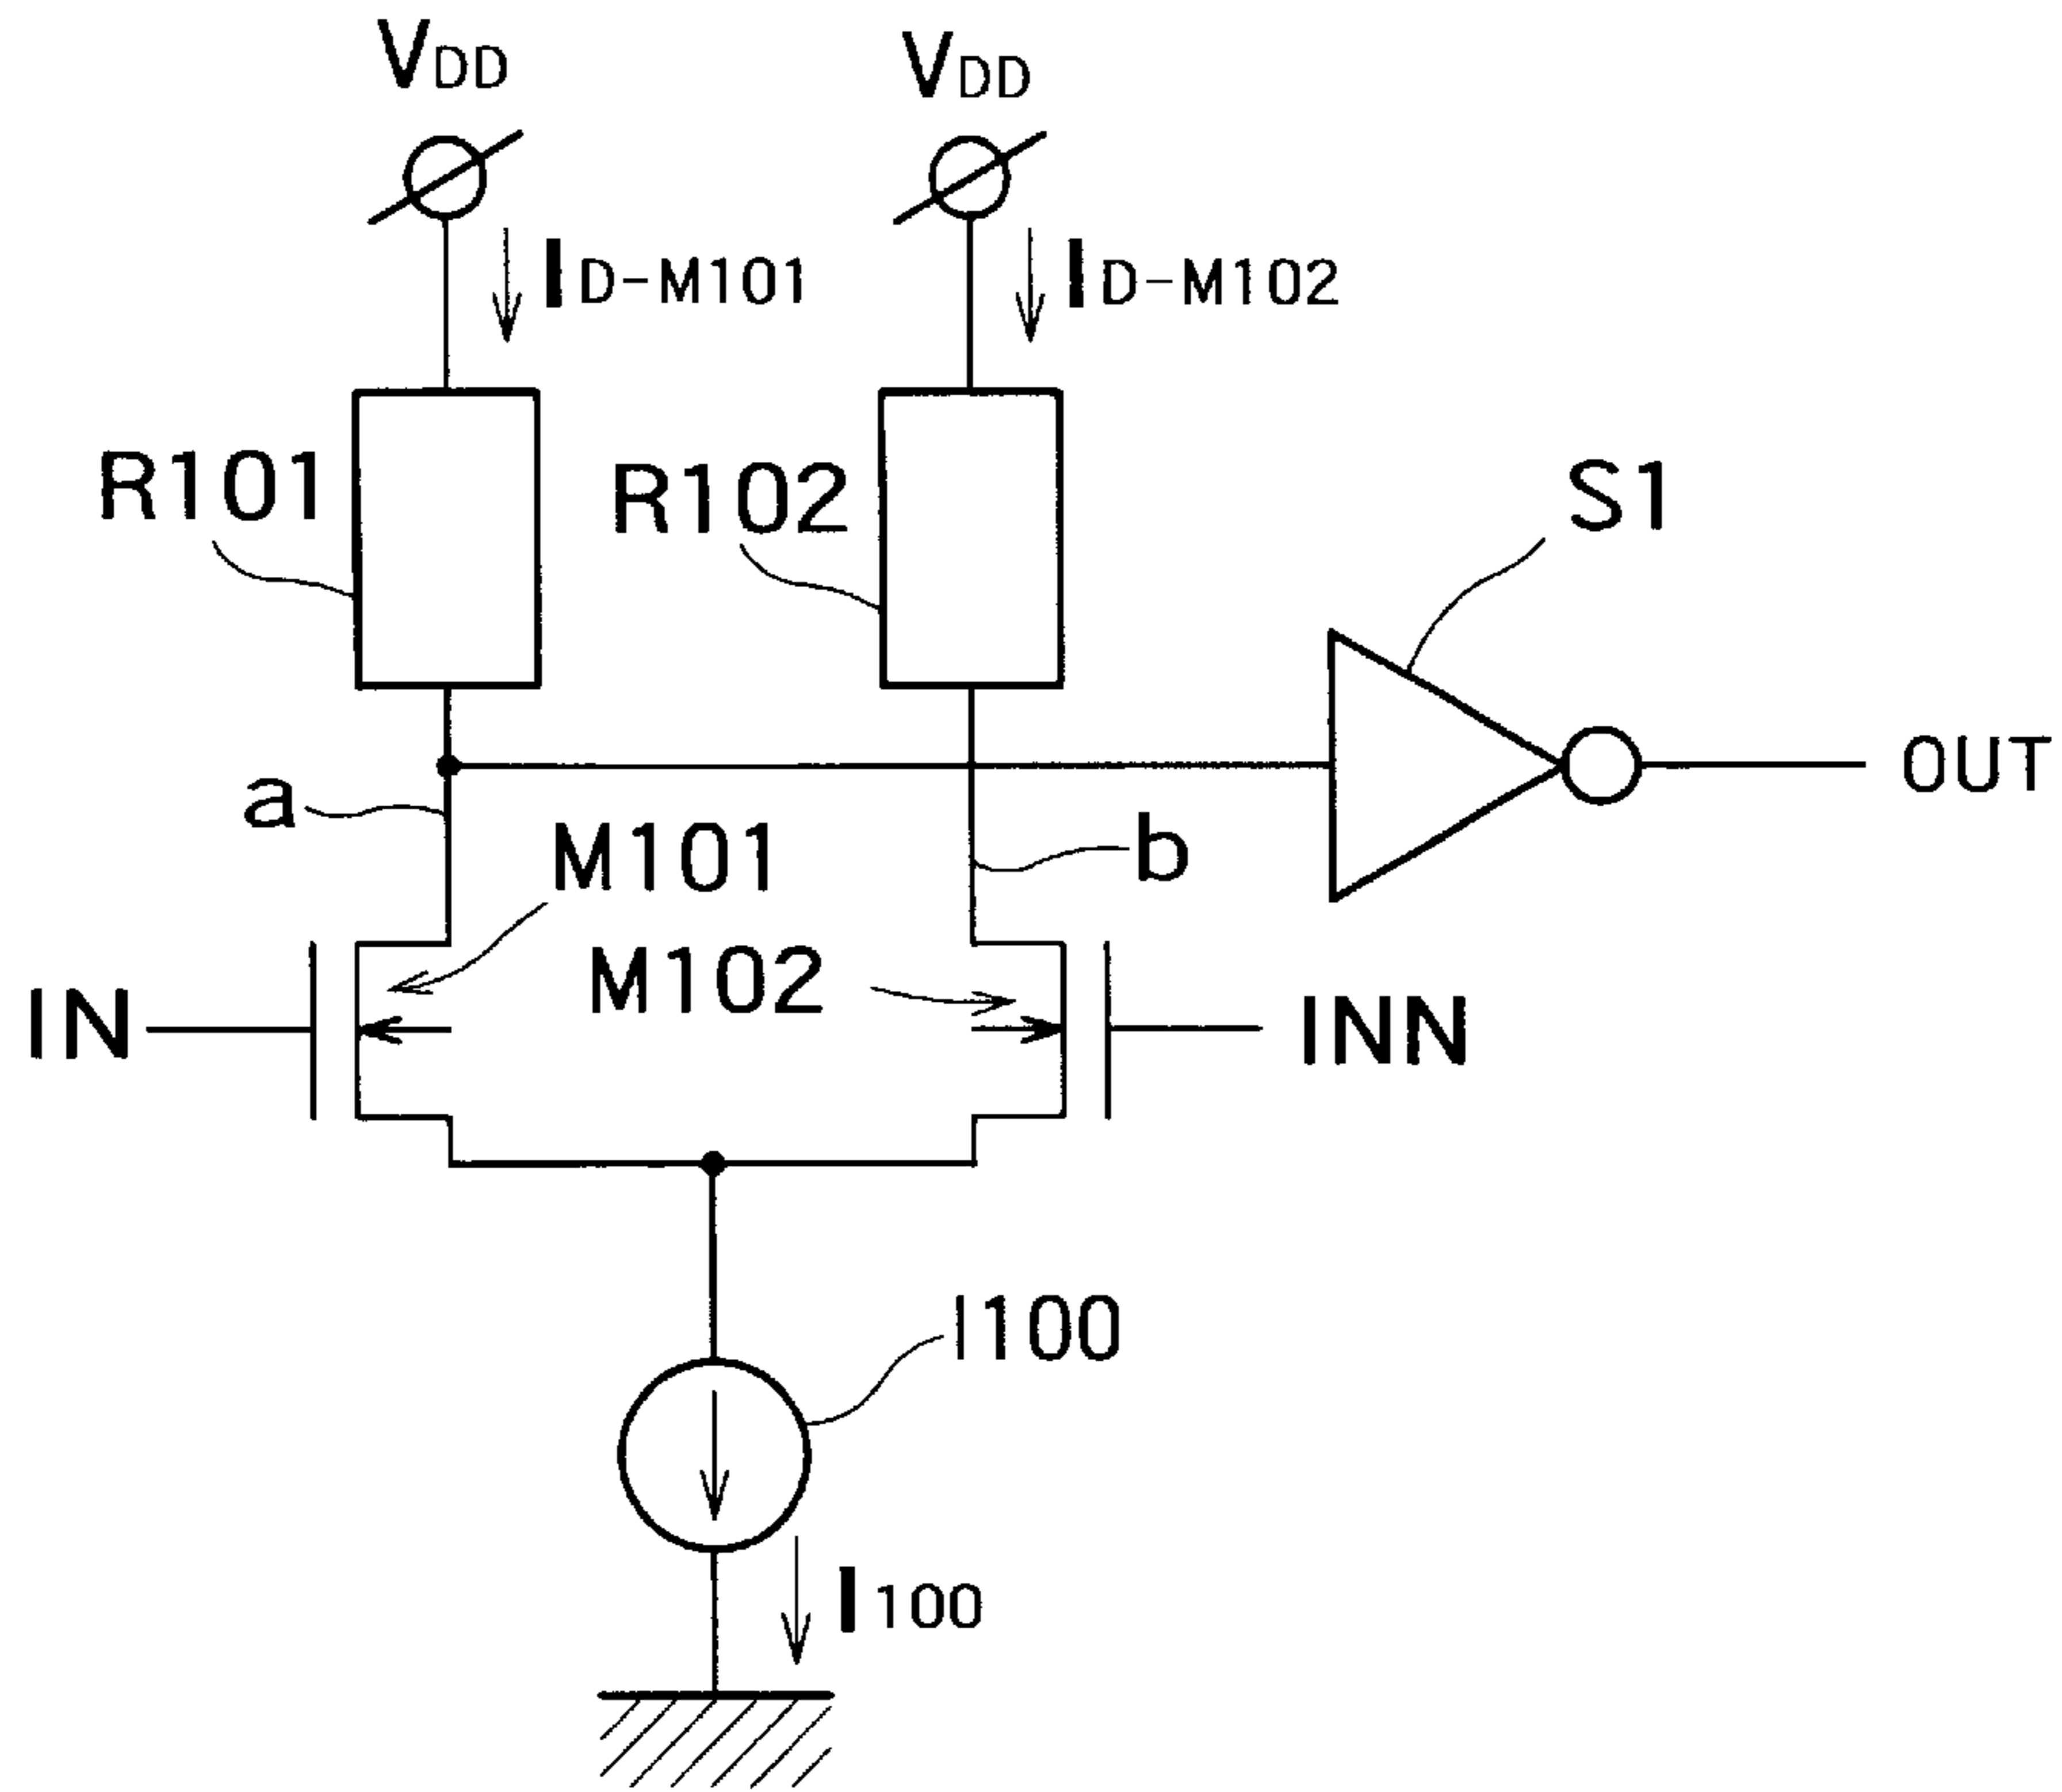 VDD VDD
ID-M101 ID-M102
R101 R102 S1
OUT
a M101 b
M102
IN INN
I100
I100